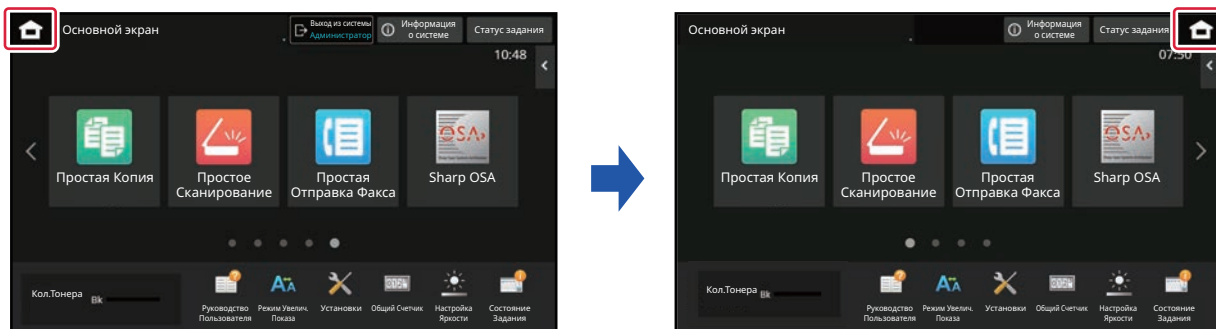 Основной экран
Выход из системы
Администратор
Информация
о системе
Статус задания
10:48
Простая Копия
Простое
Сканирование
Простая
Отправка Факса
OSA
Sharp OSA
Кол.Тонера
Bk
Руководство
Пользователя
Режим Увелич.
Показа
Установки
Общий Счетчик
Настройка
Яркости
Состояние
Задания
Основной экран
Информация
о системе
Статус задания
07:50
Простая Копия
Простое
Сканирование
Простая
Отправка Факса
OSA
Sharp OSA
Кол.Тонера
Bk
Руководство
Пользователя
Режим Увелич.
Показа
Установки
Общий Счетчик
Настройка
Яркости
Состояние
Задания